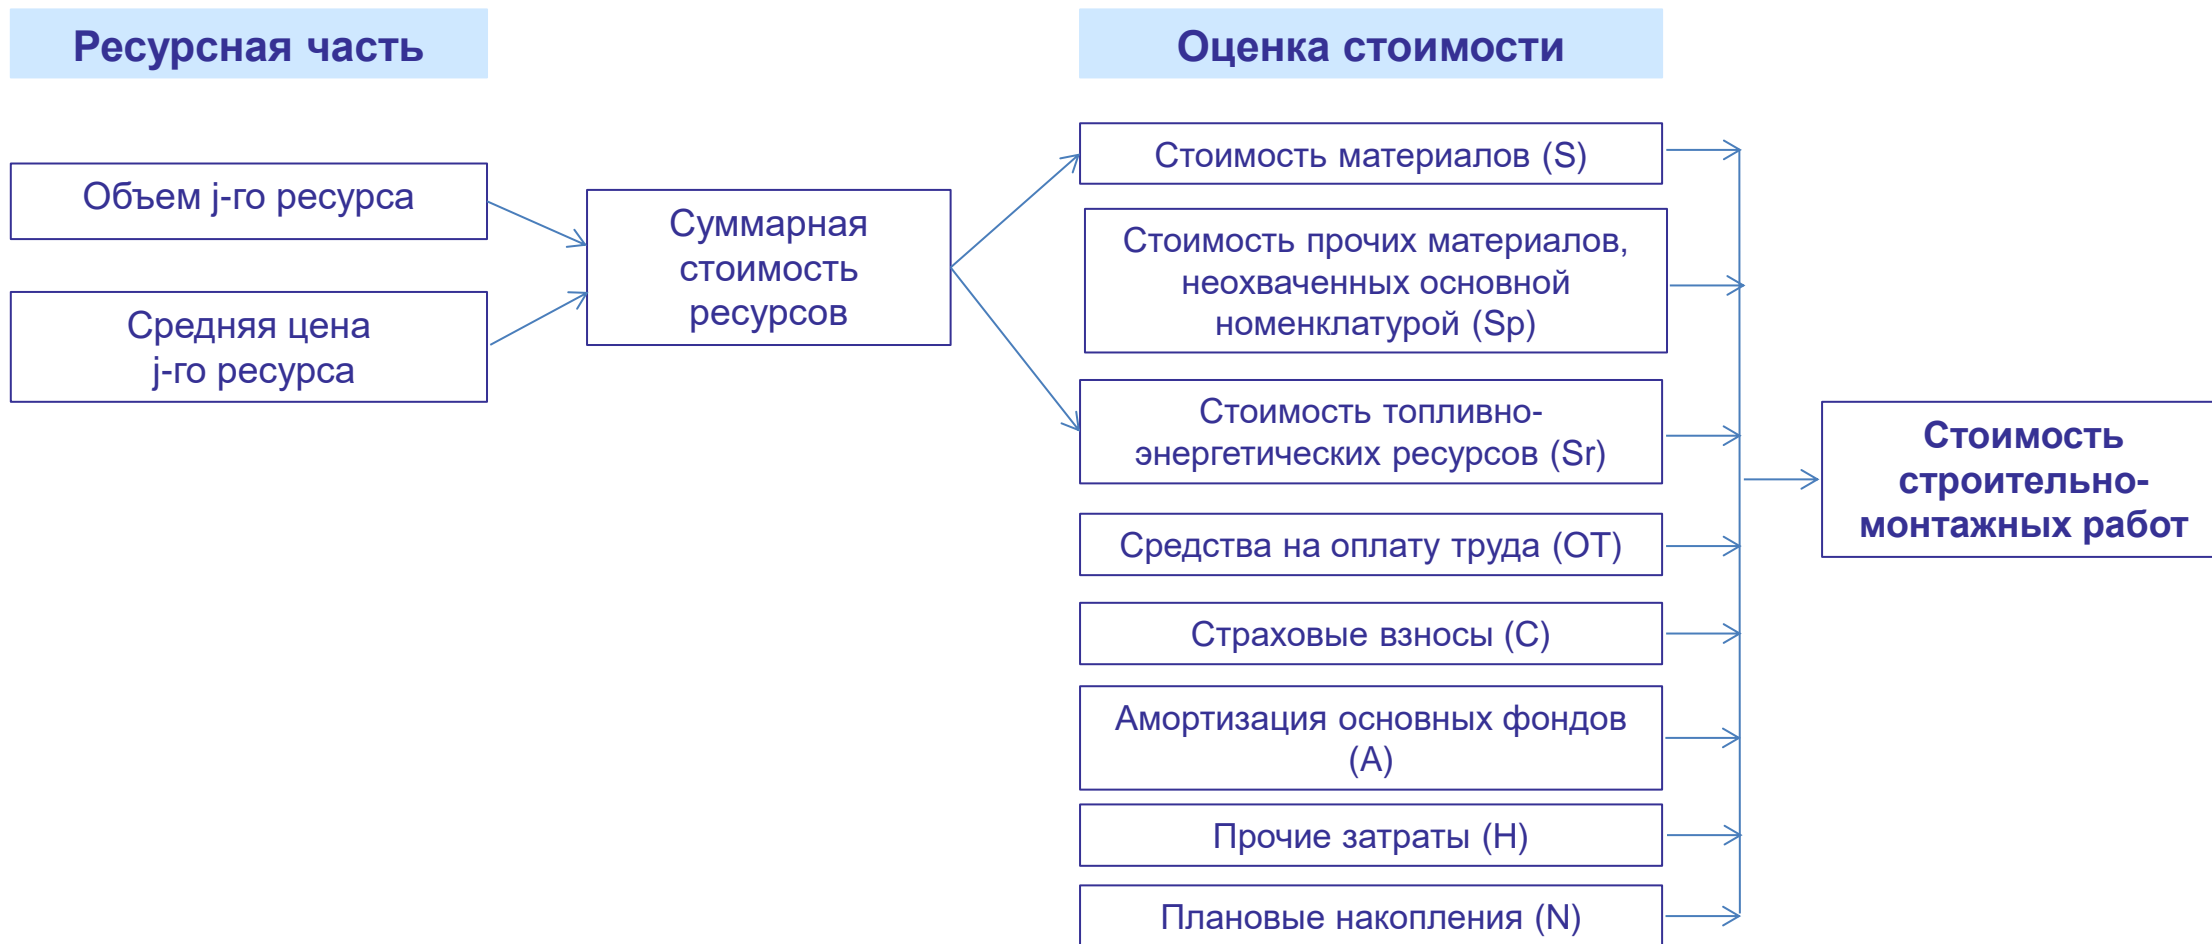 Ресурсная часть
Оценка стоимости
Объем j-го ресурса
Средняя цена
j-го ресурса
Суммарная
стоимость
ресурсов
Стоимость материалов (S)
Стоимость прочих материалов,
неохваченных основной
номенклатурой (Sp)
Стоимость топливно-
энергетических ресурсов (Sr)
Средства на оплату труда (ОТ)
Страховые взносы (С)
Амортизация основных фондов
(А)
Прочие затраты (Н)
Плановые накопления (N)
Стоимость
строительно-
монтажных работ